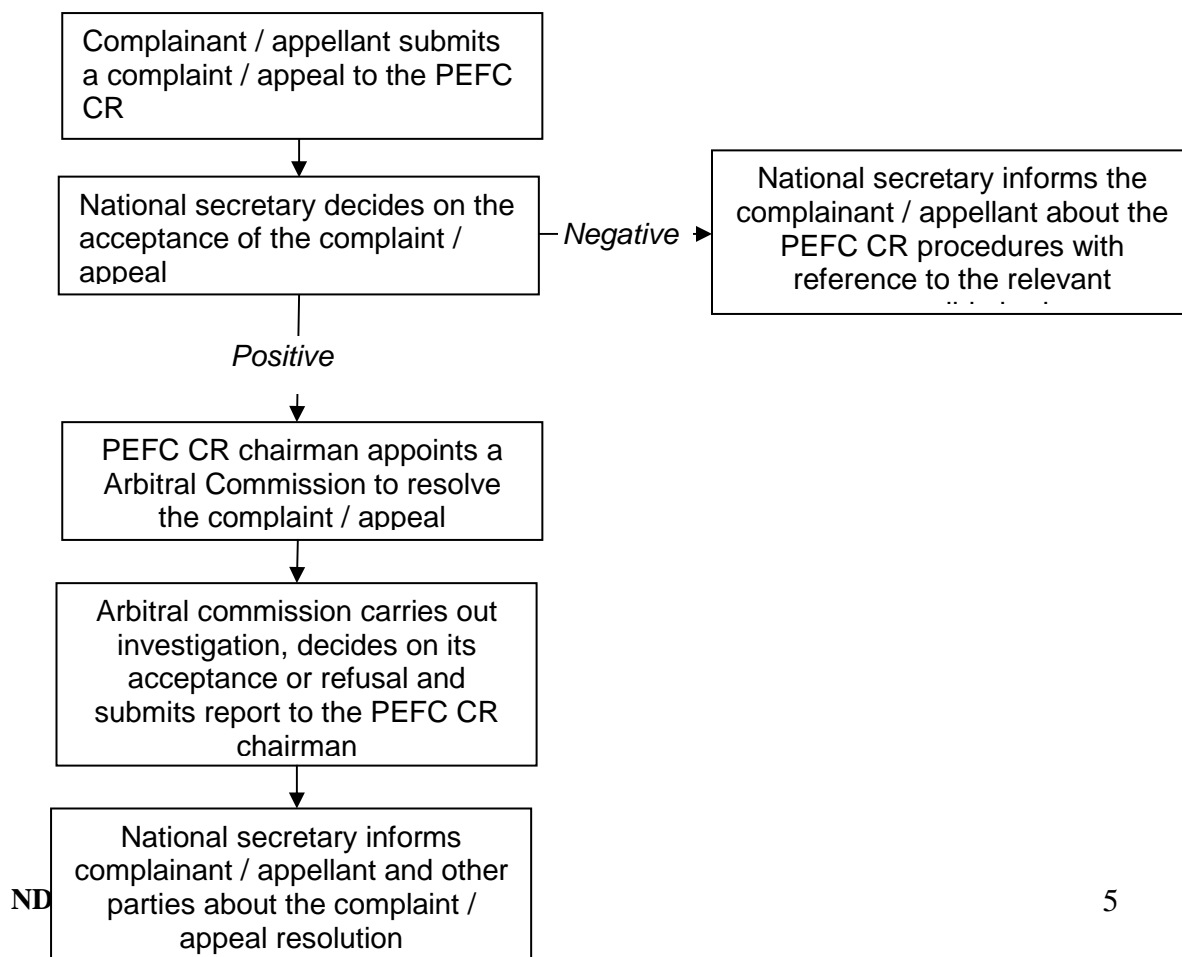 Complainant / appellant submits
a complaint / appeal to the PEFC
CR
National secretary decides on the
acceptance of the complaint /
appeal
Negative
National secretary informs the
complainant / appellant about the
PEFC CR procedures with
reference to the relevant
Positive
PEFC CR chairman appoints a
Arbitral Commission to resolve
the complaint / appeal
Arbitral commission carries out
investigation, decides on its
acceptance or refusal and
submits report to the PEFC CR
chairman
National secretary informs
complainant / appellant and other
parties about the complaint /
appeal resolution
ND
5